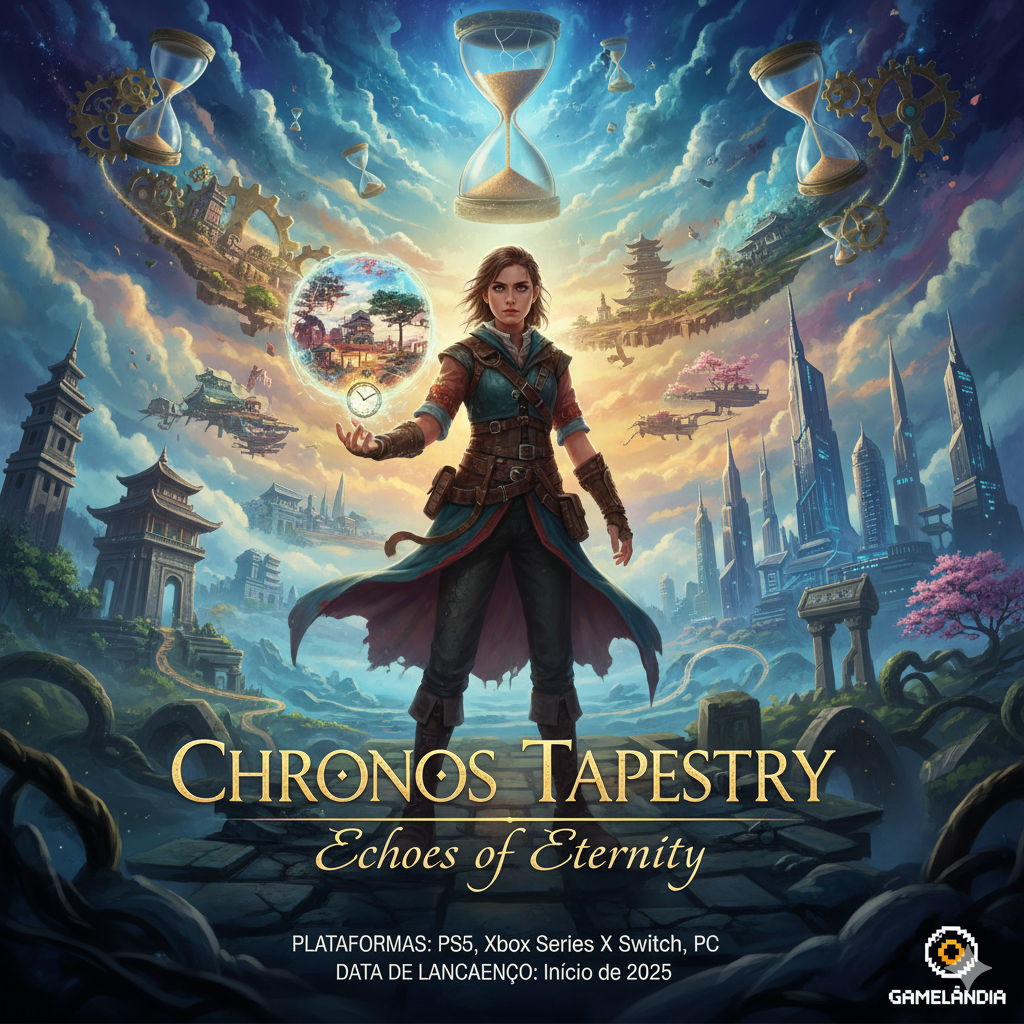 CHRONOS TAPESTRY
Echoes of Eternity
PLATAFORMAS: PS5, Xbox Series X Switch, PC
DATA DE LANCAENÇO: Início de 2025
GAMELÂNDIA